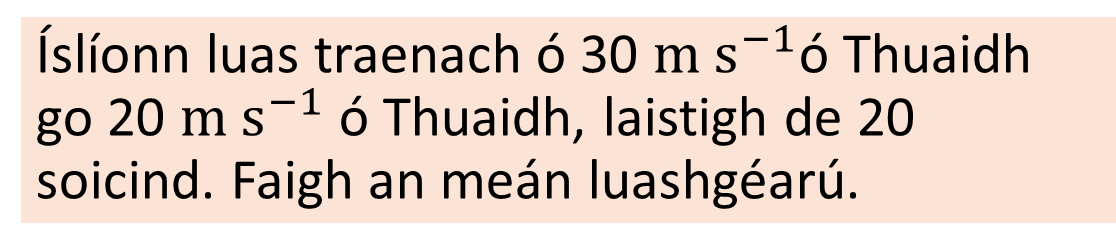 Íslíonn luas traenach ó 30 m s⁻¹ó Thuaidh
go 20 m s⁻¹ ó Thuaidh, laistigh de 20
soicind. Faigh an meán luashgéarú.